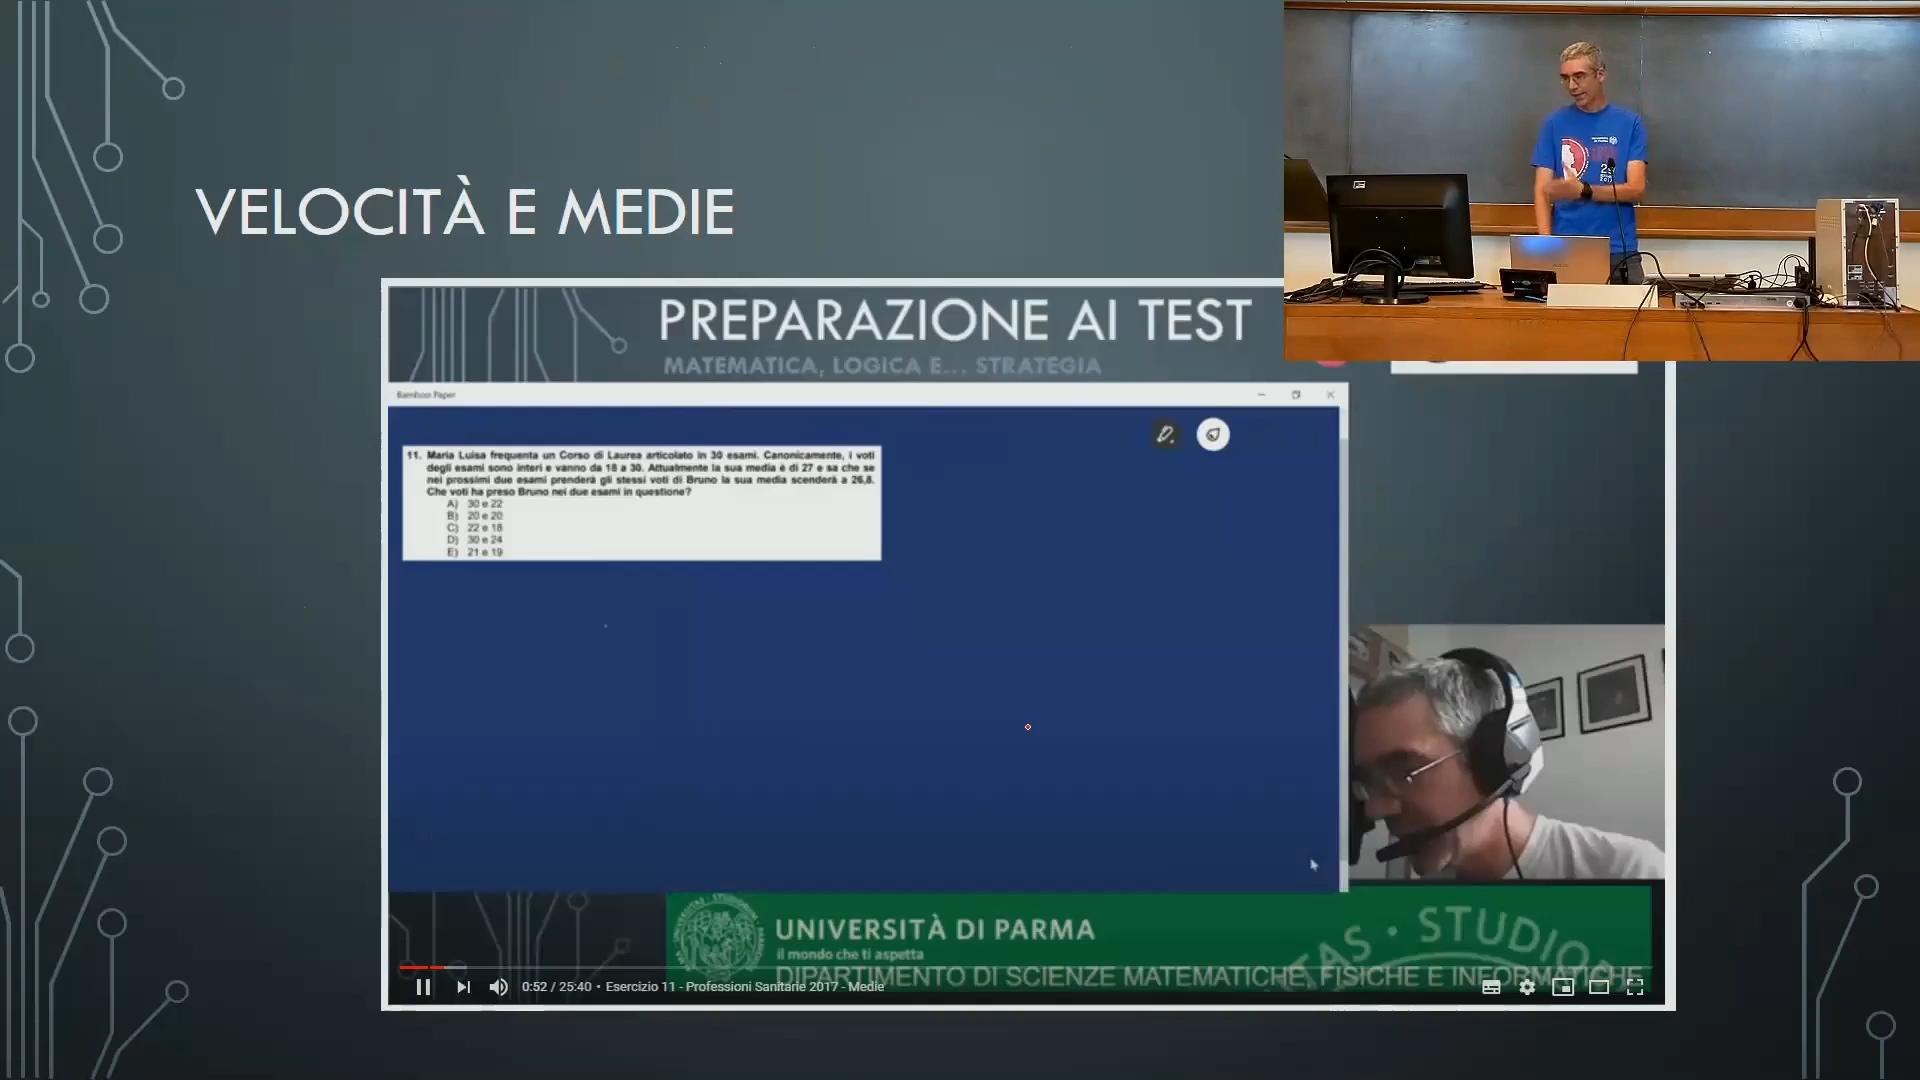 VELOCITÀ E MEDIE
PREPARAZIONE AI TEST
MATEMATICA, LOGICA E... STRATEGIA
Bamboo Paper
11. Maria Luisa frequenta un Corso di Laurea articolato in 30 esami. Canonicamente, i voti
degli esami sono interi e vanno da 18 a 30. Attualmente la sua media è di 27 e sa che se
nei prossimi due esami prenderà gli stessi voti di Bruno la sua media scenderà a 26,8.
Che voti ha preso Bruno nei due esami in questione?
A) 30 e 22
B) 20 e 20
C) 22 e 18
D) 30 e 24
E) 21 e 19
UNIVERSITÀ DI PARMA
il mondo che ti aspetta
TAS · STUDIO
DIPARTIMENTO DI SCIENZE MATEMATICHE, FISICHE E INFORMATICHE
0:52 / 25:40 • Esercizio 11 - Professioni Sanitarie 2017 - Medie